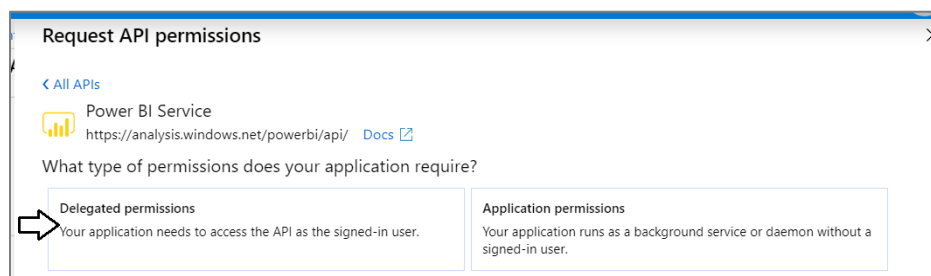 Request API permissions
All APIs
Power BI Service
https://analysis.windows.net/powerbi/api/ Docs
What type of permissions does your application require?
Delegated permissions
Your application needs to access the API as the signed-in user.
Application permissions
Your application runs as a background service or daemon without a
signed-in user.